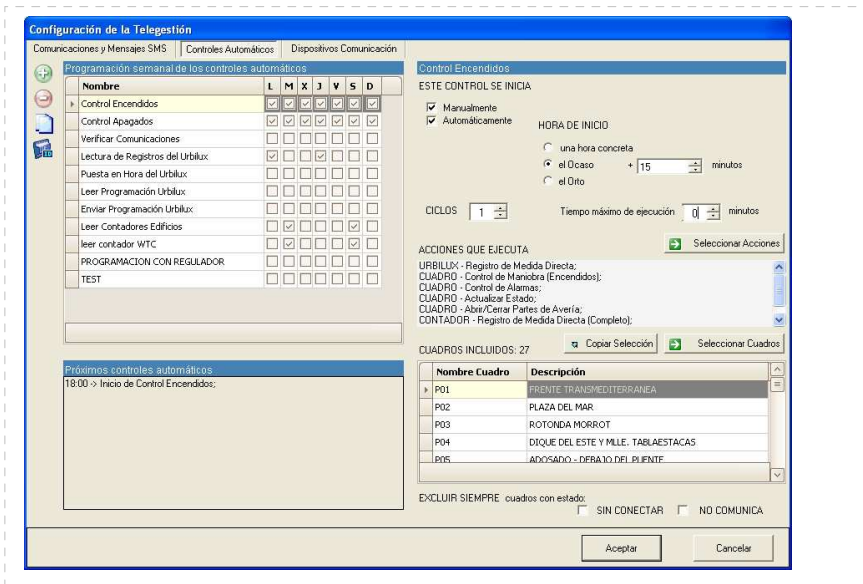 Configuración de la Telegestión
Comunicaciones y Mensajes SMS Controles Automáticos Dispositivos Comunicación
Programación semanal de los controles automáticos
Nombre L M X J V S D
Control Encendidos
Control Apagados
Verificar Comunicaciones
Lectura de Registros del Urbilux
Puesta en Hora del Urbilux
Leer Programación Urbilux
Enviar Programación Urbilux
Leer Contadores Edificios
leer contador WTC
PROGRAMACION CON REGULADOR
TEST
Próximos controles automáticos
18:00 -> Inicio de Control Encendidos;
Control Encendidos
ESTE CONTROL SE INICIA
Manualmente
Automáticamente
HORA DE INICIO
una hora concreta
el Ocaso + 15 minutos
el Orto
CICLOS 1 Tiempo máximo de ejecución 0 minutos
ACCIONES QUE EJECUTA Seleccionar Acciones
URBILUX - Registro de Medida Directa;
CUADRO - Control de Maniobra (Encendidos);
CUADRO - Control de Alarmas;
CUADRO - Actualizar Estado;
CUADRO - Abrir/Cerrar Partes de Avería;
CONTADOR - Registro de Medida Directa (Completo);
CUADROS INCLUIDOS: 27 Copiar Selección Seleccionar Cuadros
Nombre Cuadro Descripción
P01 FRENTE TRANSMEDITERRANEA
P02 PLAZA DEL MAR
P03 ROTONDA MORROT
P04 DIQUE DEL ESTE Y MLLE. TABLAESTACAS
P05 ADOSADO - DEBAJO DEL PUENTE
EXCLUIR SIEMPRE cuadros con estado:
SIN CONECTAR NO COMUNICA
Aceptar Cancelar